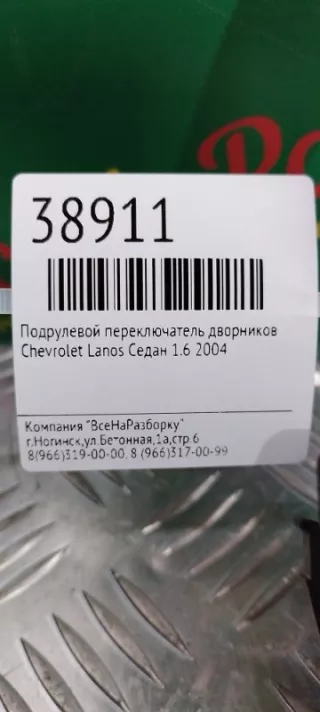 38911
Подрулевой переключатель дворников
Chevrolet Lanos Седан 1.6 2004
Компания "ВсеНаРазборку"
г.Ногинск,ул.Бетонная,1а,стр.6
8(966)319-00-00, 8 (966)317-00-99